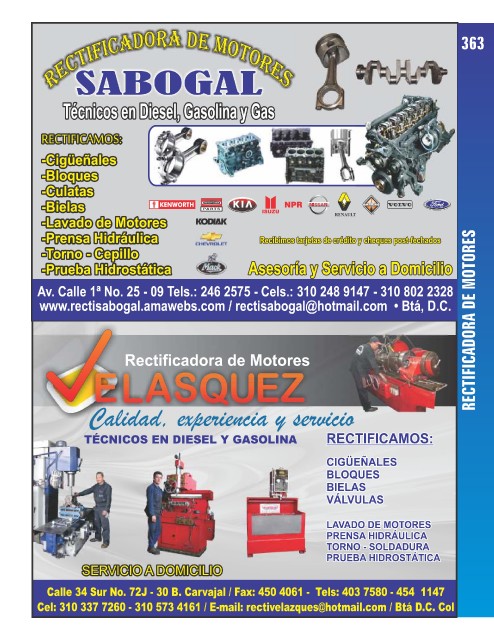 363
RECTIFICADORA DE MOTORES
RECTIFICADORA DE MOTORES
SABOGAL
Técnicos en Diesel, Gasolina y Gas
RECTIFICAMOS:
-Cigüeñales
-Bloques
-Culatas
-Bielas
-Lavado de Motores
-Prensa Hidráulica
-Torno - Cepillo
-Prueba Hidrostática
KENWORTH
KIA
ISUZU
NPR
NISSAN
RENAULT
VOLVO
Ford
KODIAK
CHEVROLET
Mack
Recibimos tarjetas de crédito y cheques post-fechados
Asesoría y Servicio a Domicilio
Av. Calle 1ª No. 25 - 09 Tels.: 246 2575 - Cels.: 310 248 9147 - 310 802 2328
www.rectisabogal.amawebs.com / rectisabogal@hotmail.com • Btá, D.C.
Rectificadora de Motores
VELASQUEZ
Calidad, experiencia y servicio
TÉCNICOS EN DIESEL Y GASOLINA
RECTIFICAMOS:
CIGÜEÑALES
BLOQUES
BIELAS
VÁLVULAS
LAVADO DE MOTORES
PRENSA HIDRÁULICA
TORNO - SOLDADURA
PRUEBA HIDROSTÁTICA
SERVICIO A DOMICILIO
Calle 34 Sur No. 72J - 30 B. Carvajal / Fax: 450 4061 - Tels: 403 7580 - 454 1147
Cel: 310 337 7260 - 310 573 4161 / E-mail: rectivelazques@hotmail.com / Btá D.C. Col